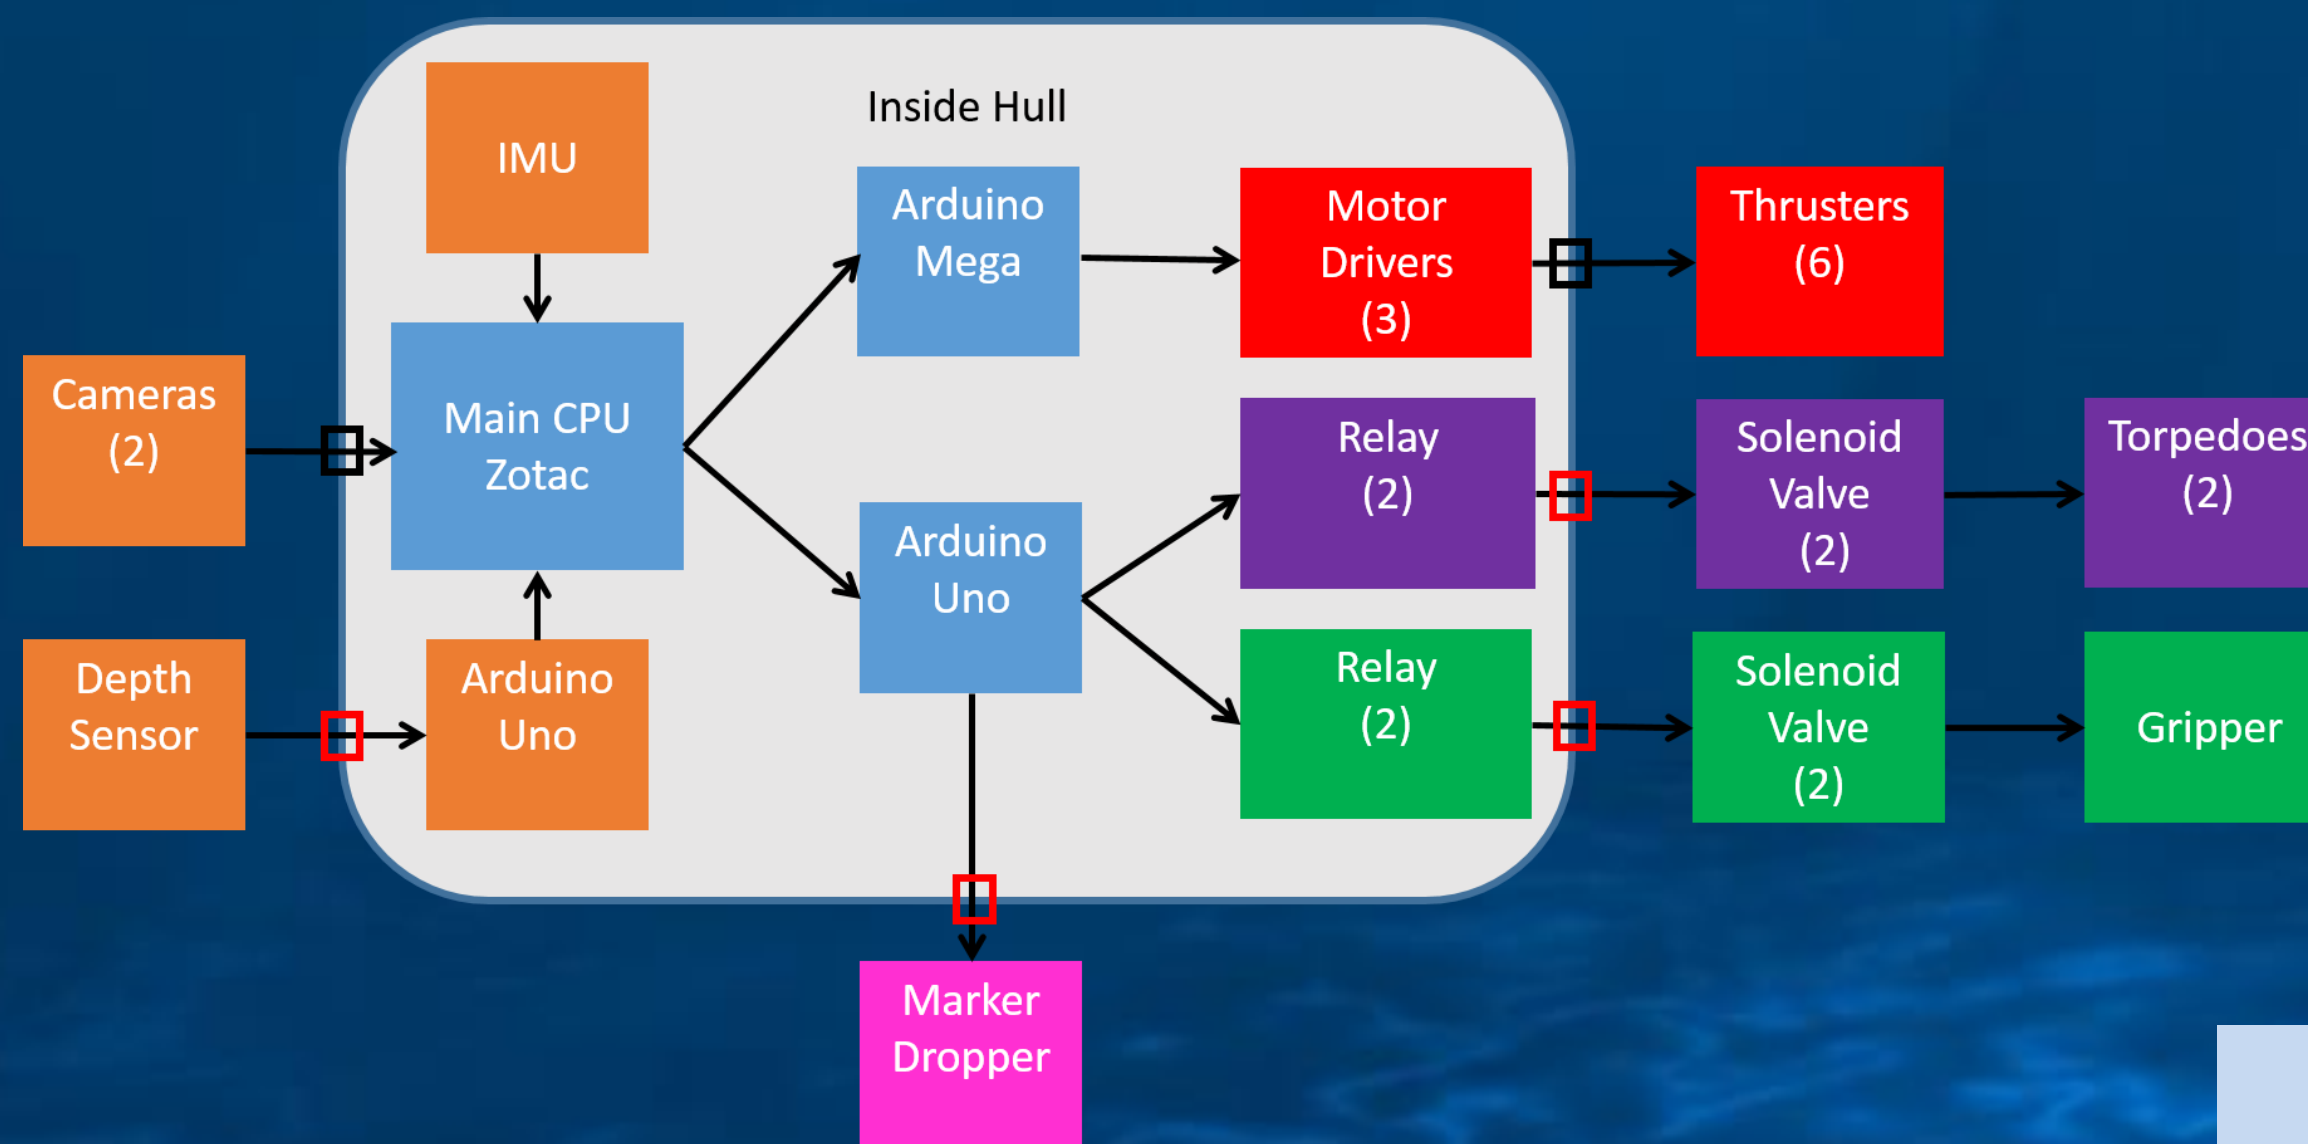 Inside Hull
IMU
Arduino
Mega
Motor
Drivers
(3)
Thrusters
(6)
Cameras
(2)
Main CPU
Zotac
Relay
(2)
Solenoid
Valve
(2)
Torpedoes
(2)
Arduino
Uno
Depth
Sensor
Arduino
Uno
Relay
(2)
Solenoid
Valve
(2)
Gripper
Marker
Dropper